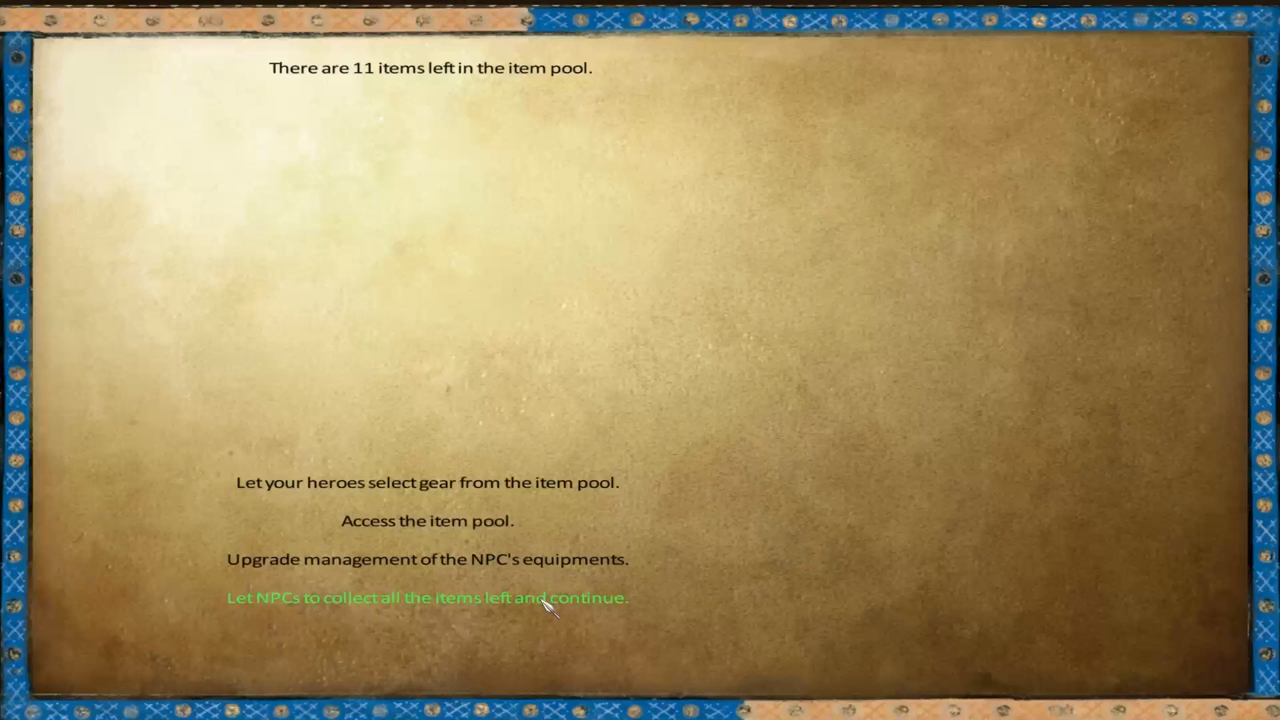 There are 11 items left in the item pool.
Let your heroes select gear from the item pool.
Access the item pool.
Upgrade management of the NPC's equipments.
Let NPCs to collect all the items left and continue.